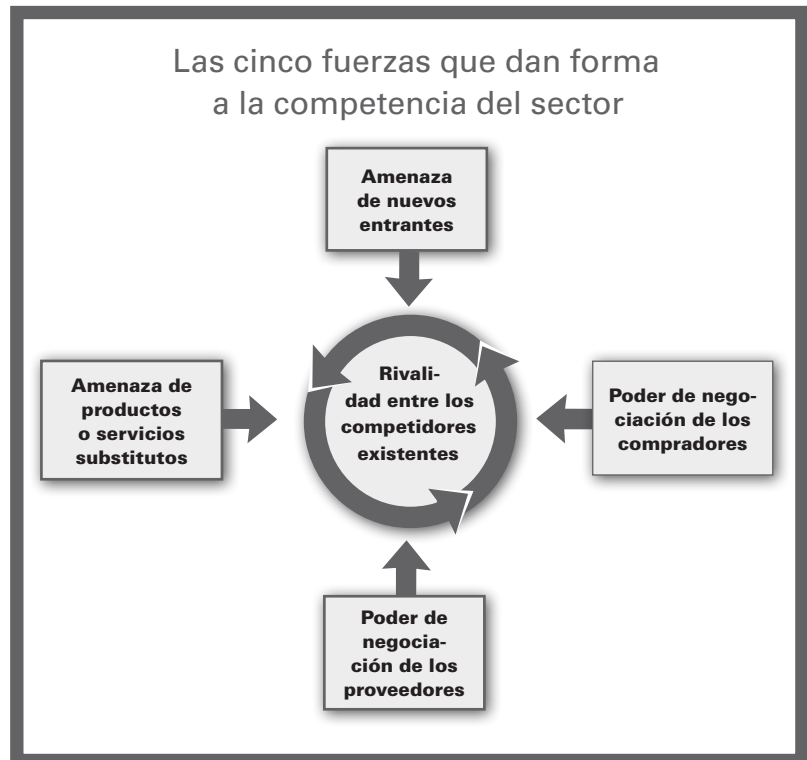 Las cinco fuerzas que dan forma
a la competencia del sector
Amenaza
de nuevos
entrantes
Amenaza de
productos
o servicios
substitutos
Rivali-
dad entre los
competidores
existentes
Poder de nego-
ciación de los
compradores
Poder de
negocia-
ción de los
proveedores